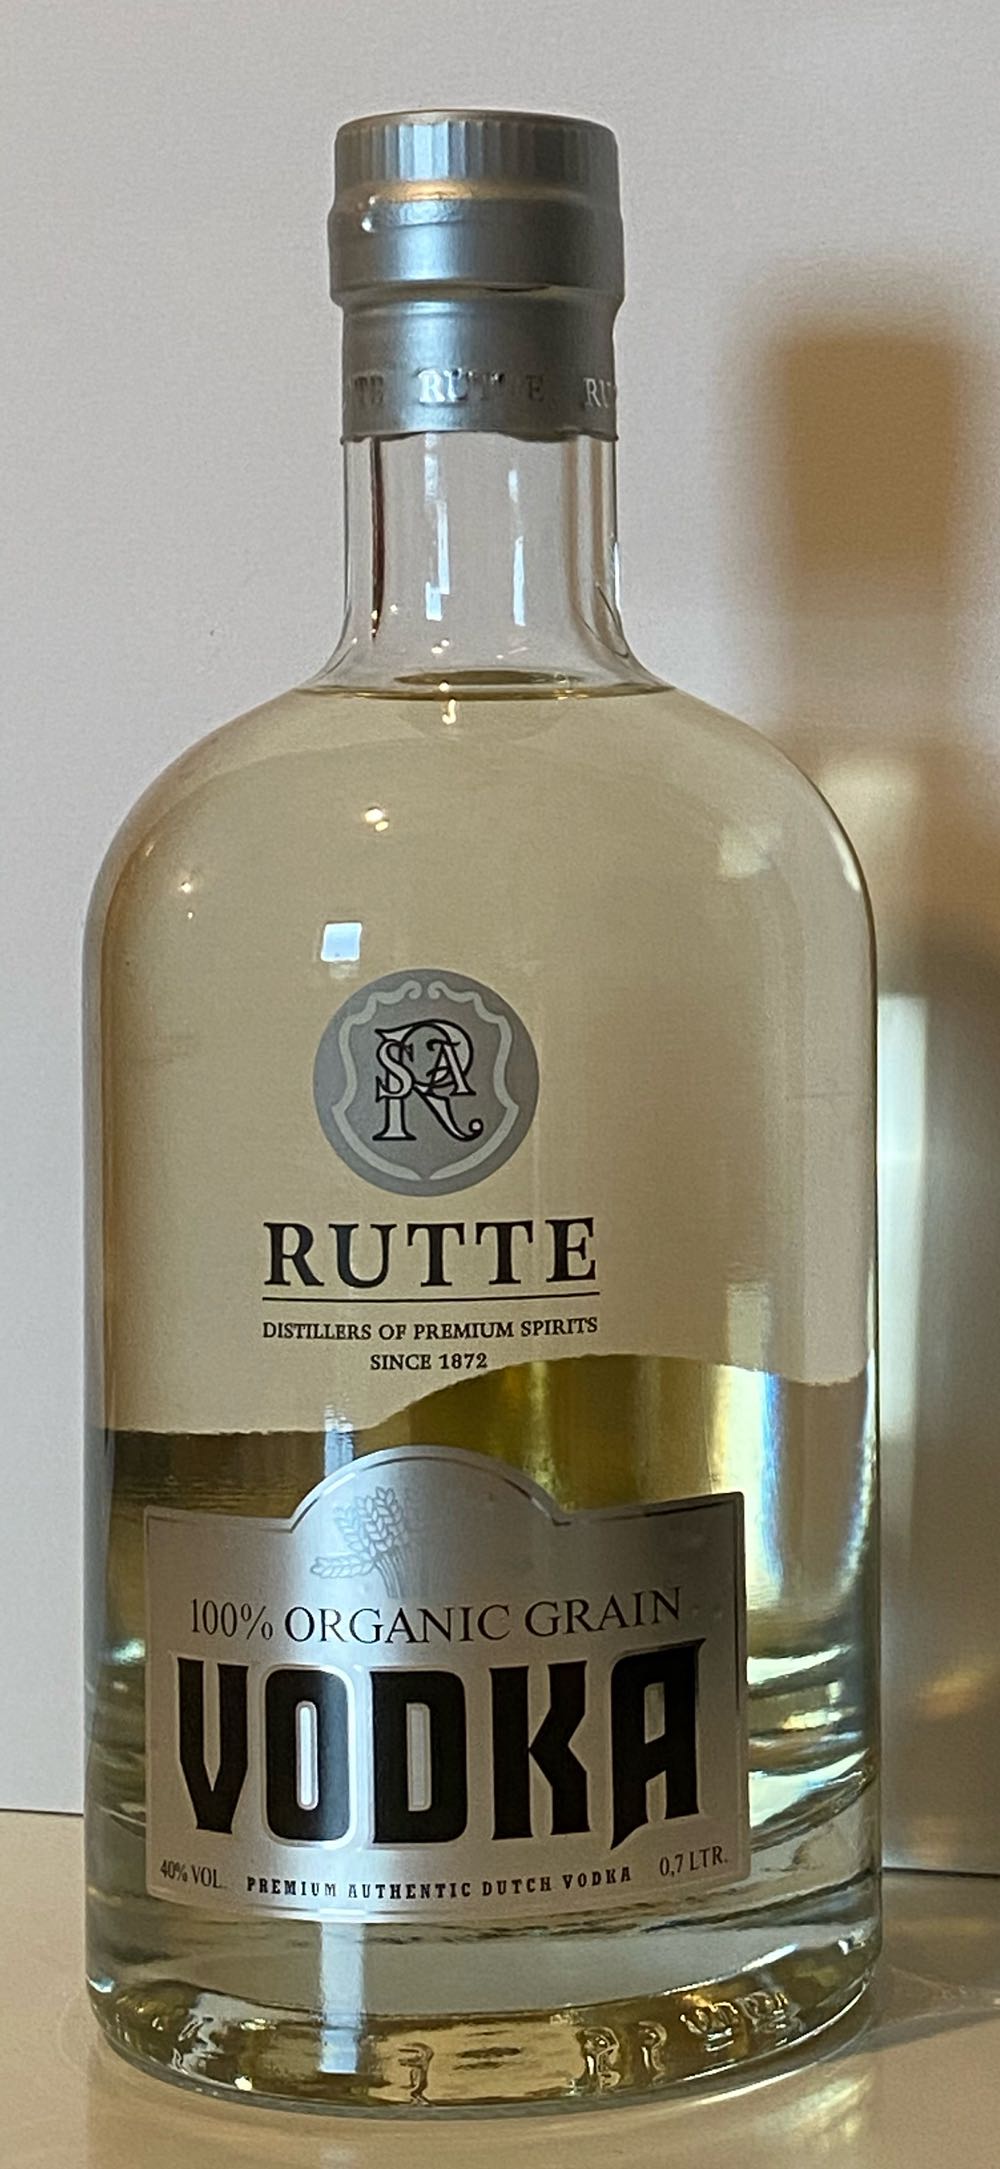 RUTTE
RSA
RUTTE
DISTILLERS OF PREMIUM SPIRITS
SINCE 1872
100% ORGANIC GRAIN
VODKA
40% VOL. PREMIUM AUTHENTIC DUTCH VODKA 0,7 LTR.